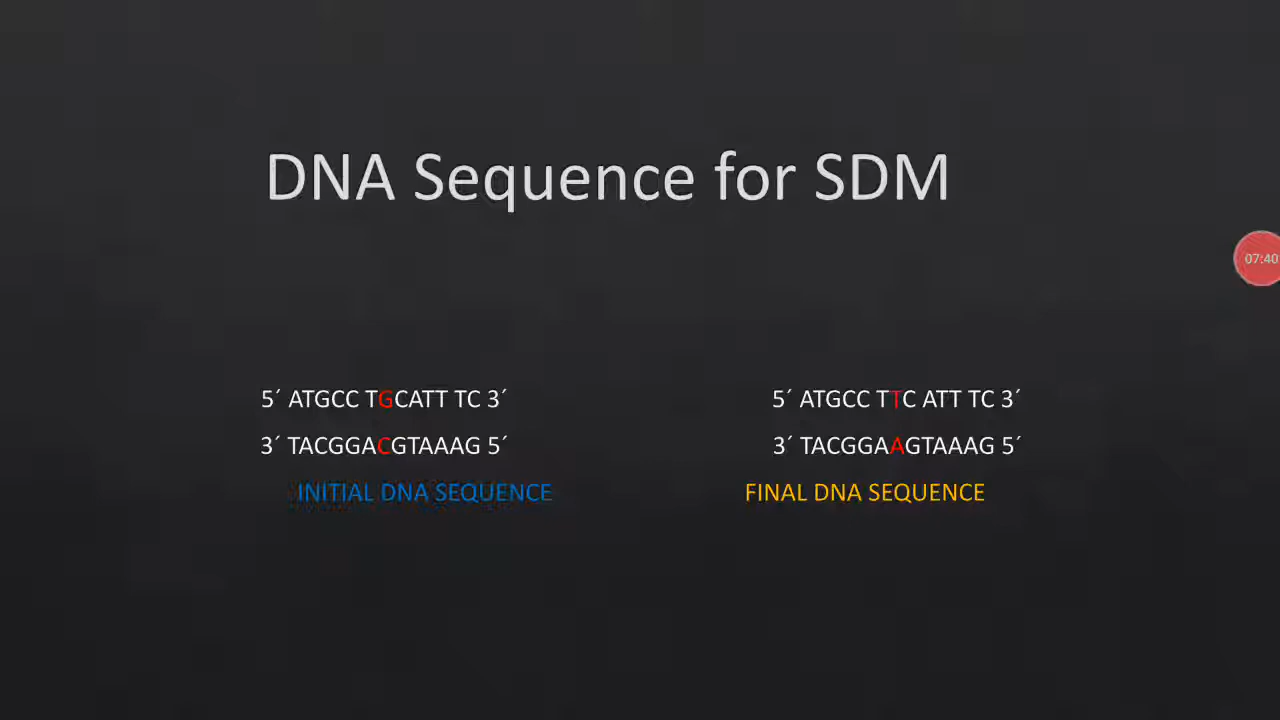 DNA Sequence for SDM
07:40
5´ ATGCC TGCATT TC 3´
5´ ATGCC TTC ATT TC 3´
3´ TACGGACGTAAAG 5´
3´ TACGGAAGTAAAG 5´
INITIAL DNA SEQUENCE
FINAL DNA SEQUENCE